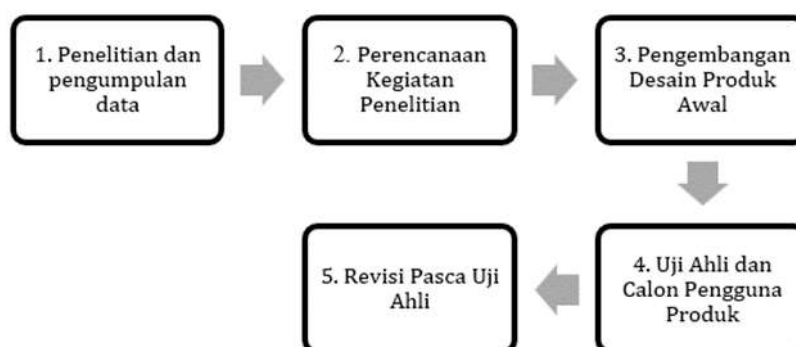 1. Penelitian dan
pengumpulan
data
2. Perencanaan
Kegiatan
Penelitian
3. Pengembangan
Desain Produk
Awal
4. Uji Ahli dan
Calon Pengguna
Produk
5. Revisi Pasca Uji
Ahli